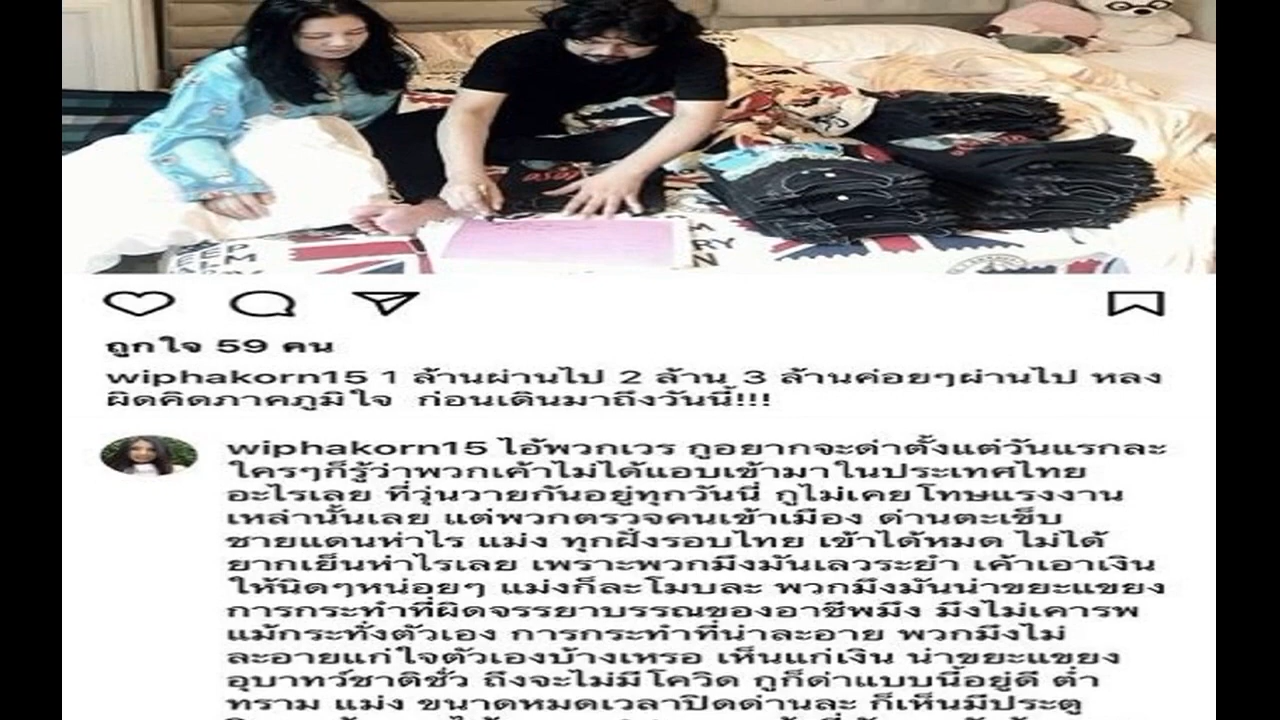 ถูกใจ 59 คน
wiphakorn15 1 ล้านผ่านไป 2 ล้าน 3 ล้านค่อยๆผ่านไป หลง
ผิดคิดภาคภูมิใจ ก่อนเดินมาถึงวันนี้!!!
wiphakorn15 ไอ้พวกเวร กูอยากจะด่าตั้งแต่วันแรกละ
ใครๆก็รู้ว่าพวกเค้าไม่ได้แอบเข้ามาในประเทศไทย
อะไรเลย ที่วุ่นวายกันอยู่ทุกวันนี่ กูไม่เคยโทษแรงงาน
เหล่านั้นเลย แต่พวกตรวจคนเข้าเมือง ด่านตะเข็บ
ชายแดนห่าไร แม่ง ทุกฝั่งรอบไทย เข้าได้หมด ไม่ได้
ยากเย็นห่าไรเลย เพราะพวกมึงมันเลวระยำ เค้าเอาเงิน
ให้นิดๆหน่อยๆ แม่งก็ละโมบละ พวกมึงมันน่าขยะแขยง
การกระทำที่ผิดจรรยาบรรณของอาชีพมึง มึงไม่เคารพ
แม้กระทั่งตัวเอง การกระทำที่น่าละอาย พวกมึงไม่
ละอายแก่ใจตัวเองบ้างเหรอ เห็นแก่เงิน น่าขยะแขยง
อุบาทว์ชาติชั่ว ถึงจะไม่มีโควิด กูก็ด่าแบบนี้อยู่ดี ต่ำ
ทราม แม่ง ขนาดหมดเวลาปิดด่านละ ก็เห็นมีประตู